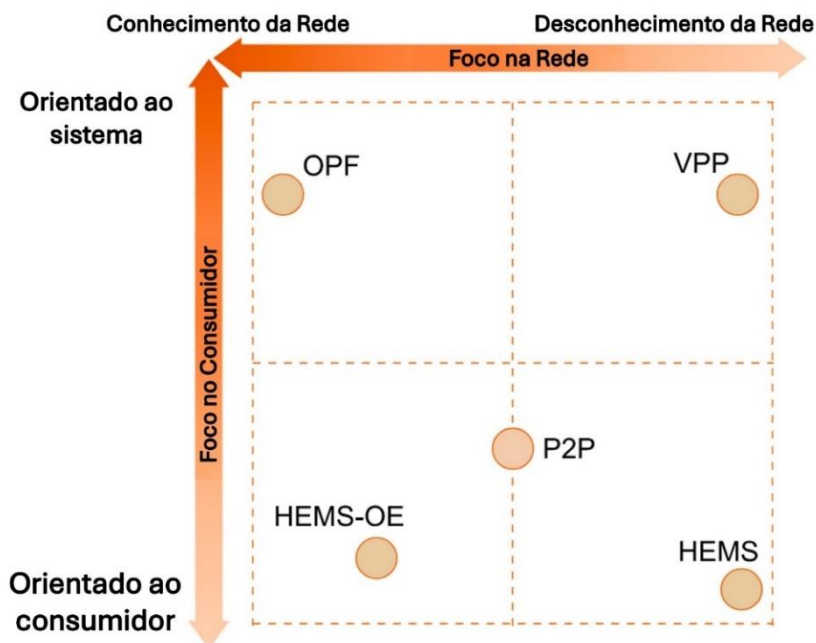 Conhecimento da Rede
Desconhecimento da Rede
Foco na Rede
Orientado ao
sistema
Foco no Consumidor
OPF
VPP
P2P
HEMS-OE
HEMS
Orientado ao
consumidor